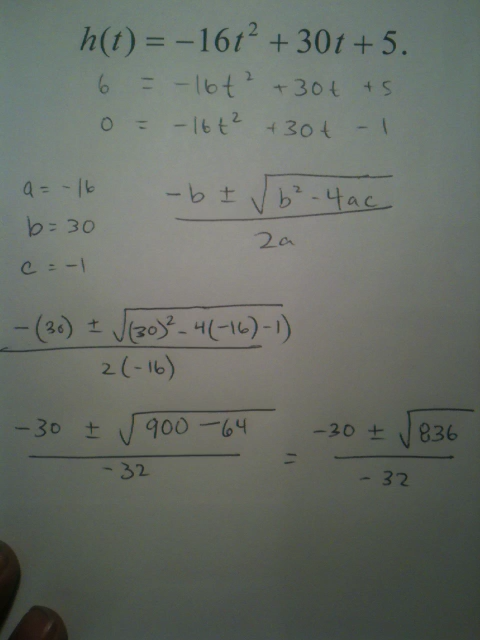 h(t) = −16t² + 30t + 5.
6 = -16t² + 30t + 5
0 = -16t² + 30t - 1
a = -16
b = 30
c = -1
-b ± √(b² - 4ac)
2a
-(30) ± √(30)² - 4(-16)-1)
2(-16)
-30 ± √900 - 64
-32
= -30 ± √836
-32